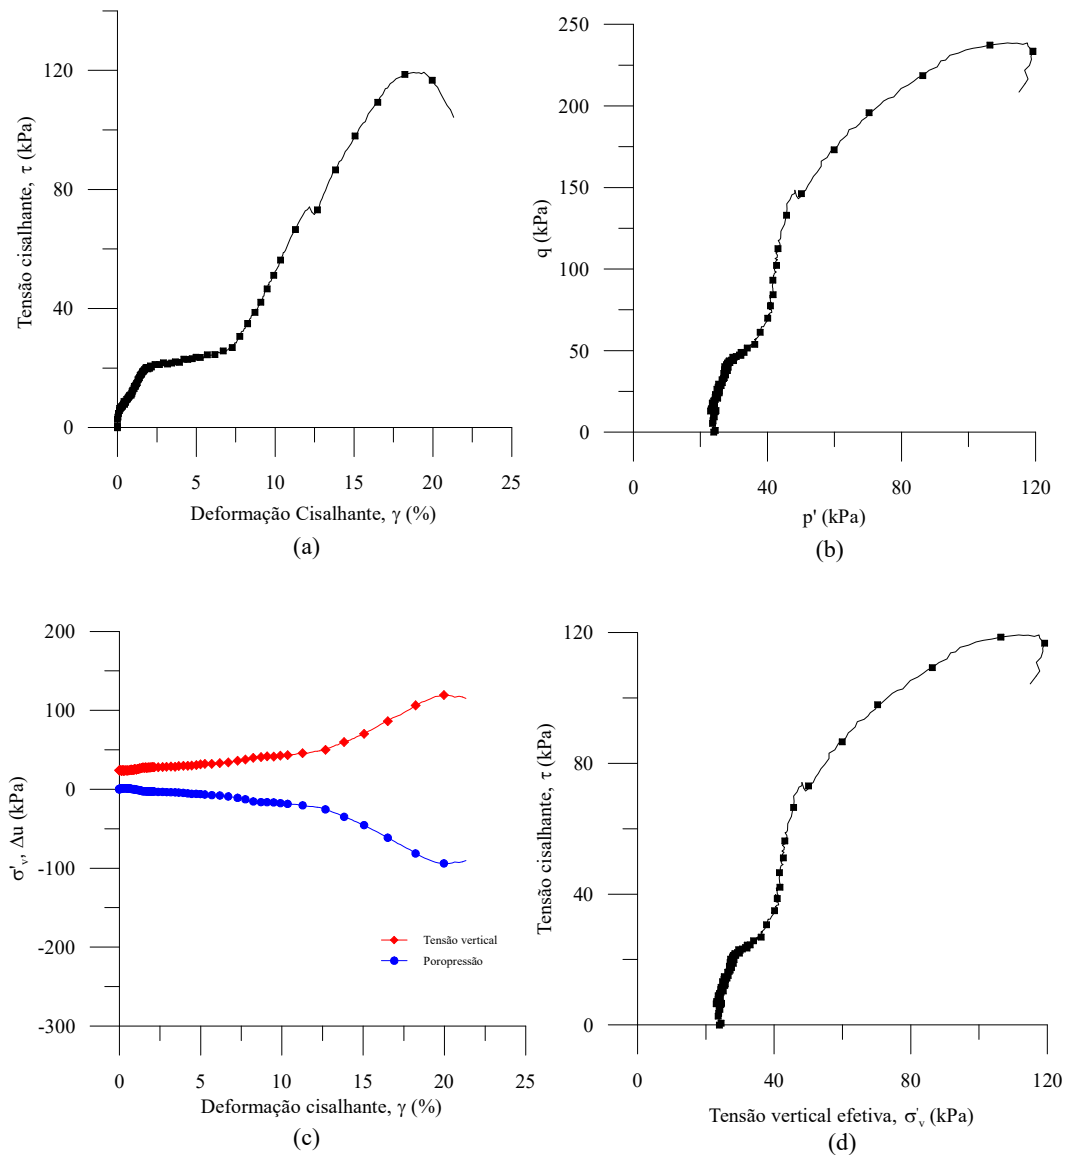 120
80
40
0
Tensão cisalhante, τ (kPa)
0 5 10 15 20 25
Deformação Cisalhante, γ (%)
(a)
250
200
150
100
50
0
q (kPa)
0 40 80 120
p' (kPa)
(b)
200
100
0
-100
-200
-300
σ'v, Δu (kPa)
Tensão vertical
Poropressão
0 5 10 15 20 25
Deformação cisalhante, γ (%)
(c)
120
80
40
0
Tensão cisalhante, τ (kPa)
0 40 80 120
Tensão vertical efetiva, σ'v (kPa)
(d)